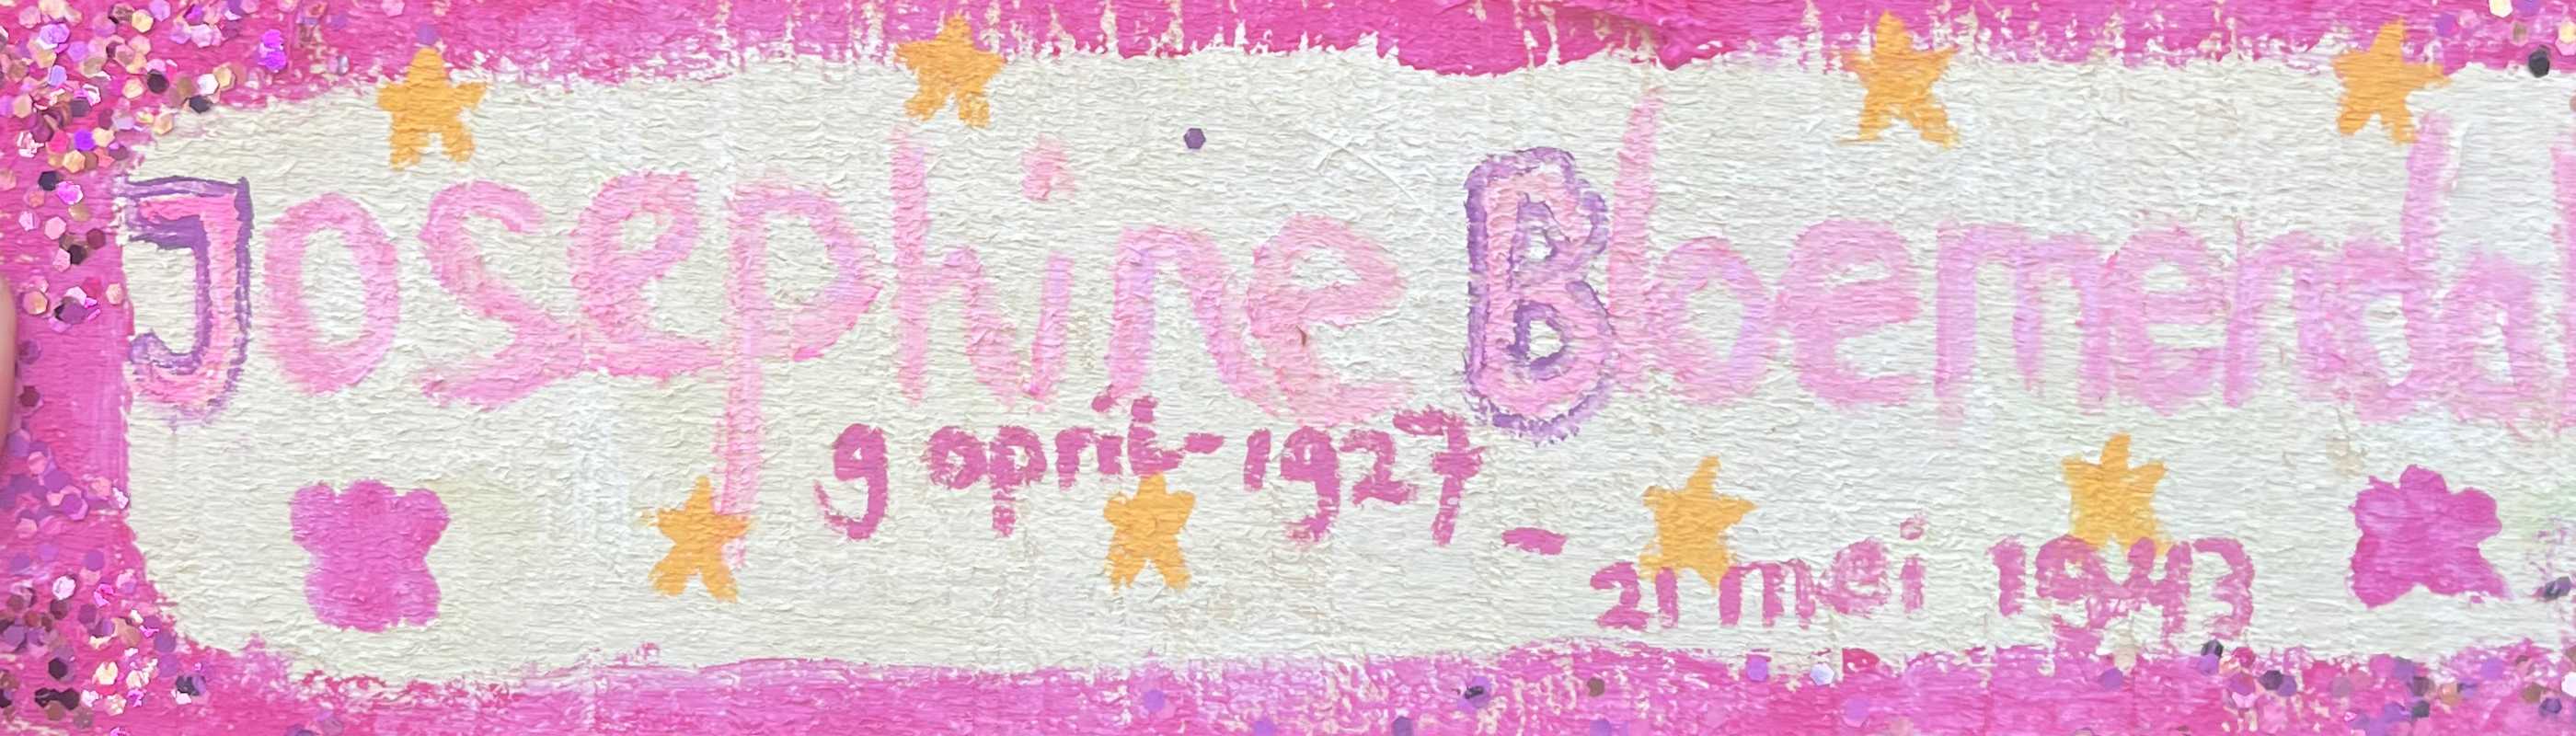 Josephine Bloemendal
9 april-1927 -
21 mei 1943